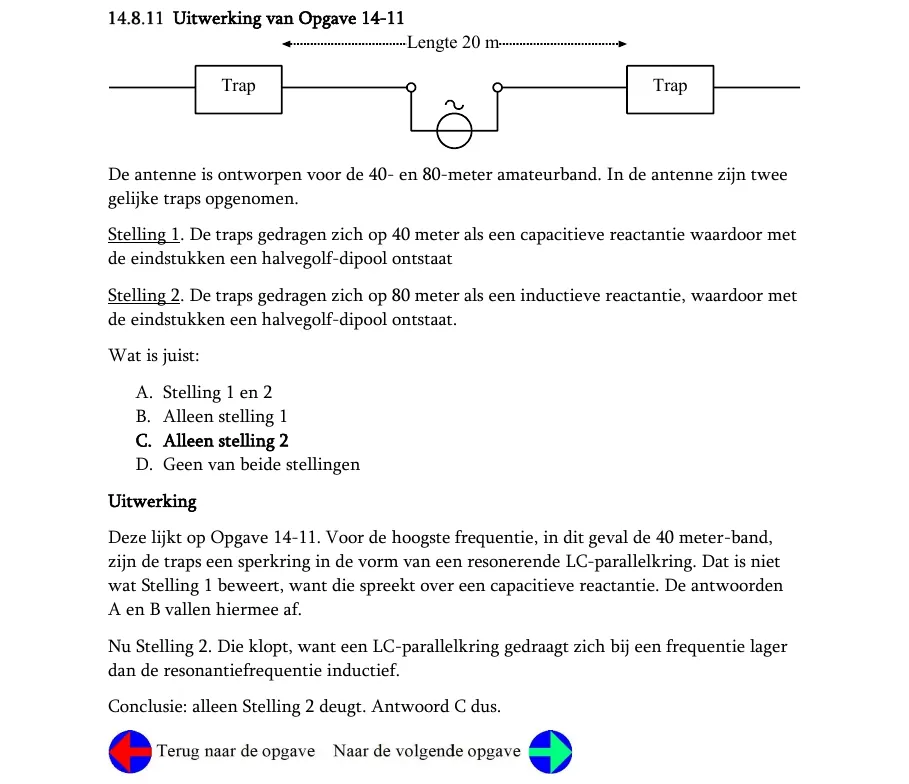 14.8.11 Uitwerking van Opgave 14-11
Lengte 20 m
Trap
Trap
De antenne is ontworpen voor de 40- en 80-meter amateurband. In de antenne zijn twee
gelijke traps opgenomen.
Stelling 1. De traps gedragen zich op 40 meter als een capacitieve reactantie waardoor met
de eindstukken een halvegolf-dipool ontstaat
Stelling 2. De traps gedragen zich op 80 meter als een inductieve reactantie, waardoor met
de eindstukken een halvegolf-dipool ontstaat.
Wat is juist:
A. Stelling 1 en 2
B. Alleen stelling 1
C. Alleen stelling 2
D. Geen van beide stellingen
Uitwerking
Deze lijkt op Opgave 14-11. Voor de hoogste frequentie, in dit geval de 40 meter-band,
zijn de traps een sperkring in de vorm van een resonerende LC-parallelkring. Dat is niet
wat Stelling 1 beweert, want die spreekt over een capacitieve reactantie. De antwoorden
A en B vallen hiermee af.
Nu Stelling 2. Die klopt, want een LC-parallelkring gedraagt zich bij een frequentie lager
dan de resonantiefrequentie inductief.
Conclusie: alleen Stelling 2 deugt. Antwoord C dus.
Terug naar de opgave Naar de volgende opgave